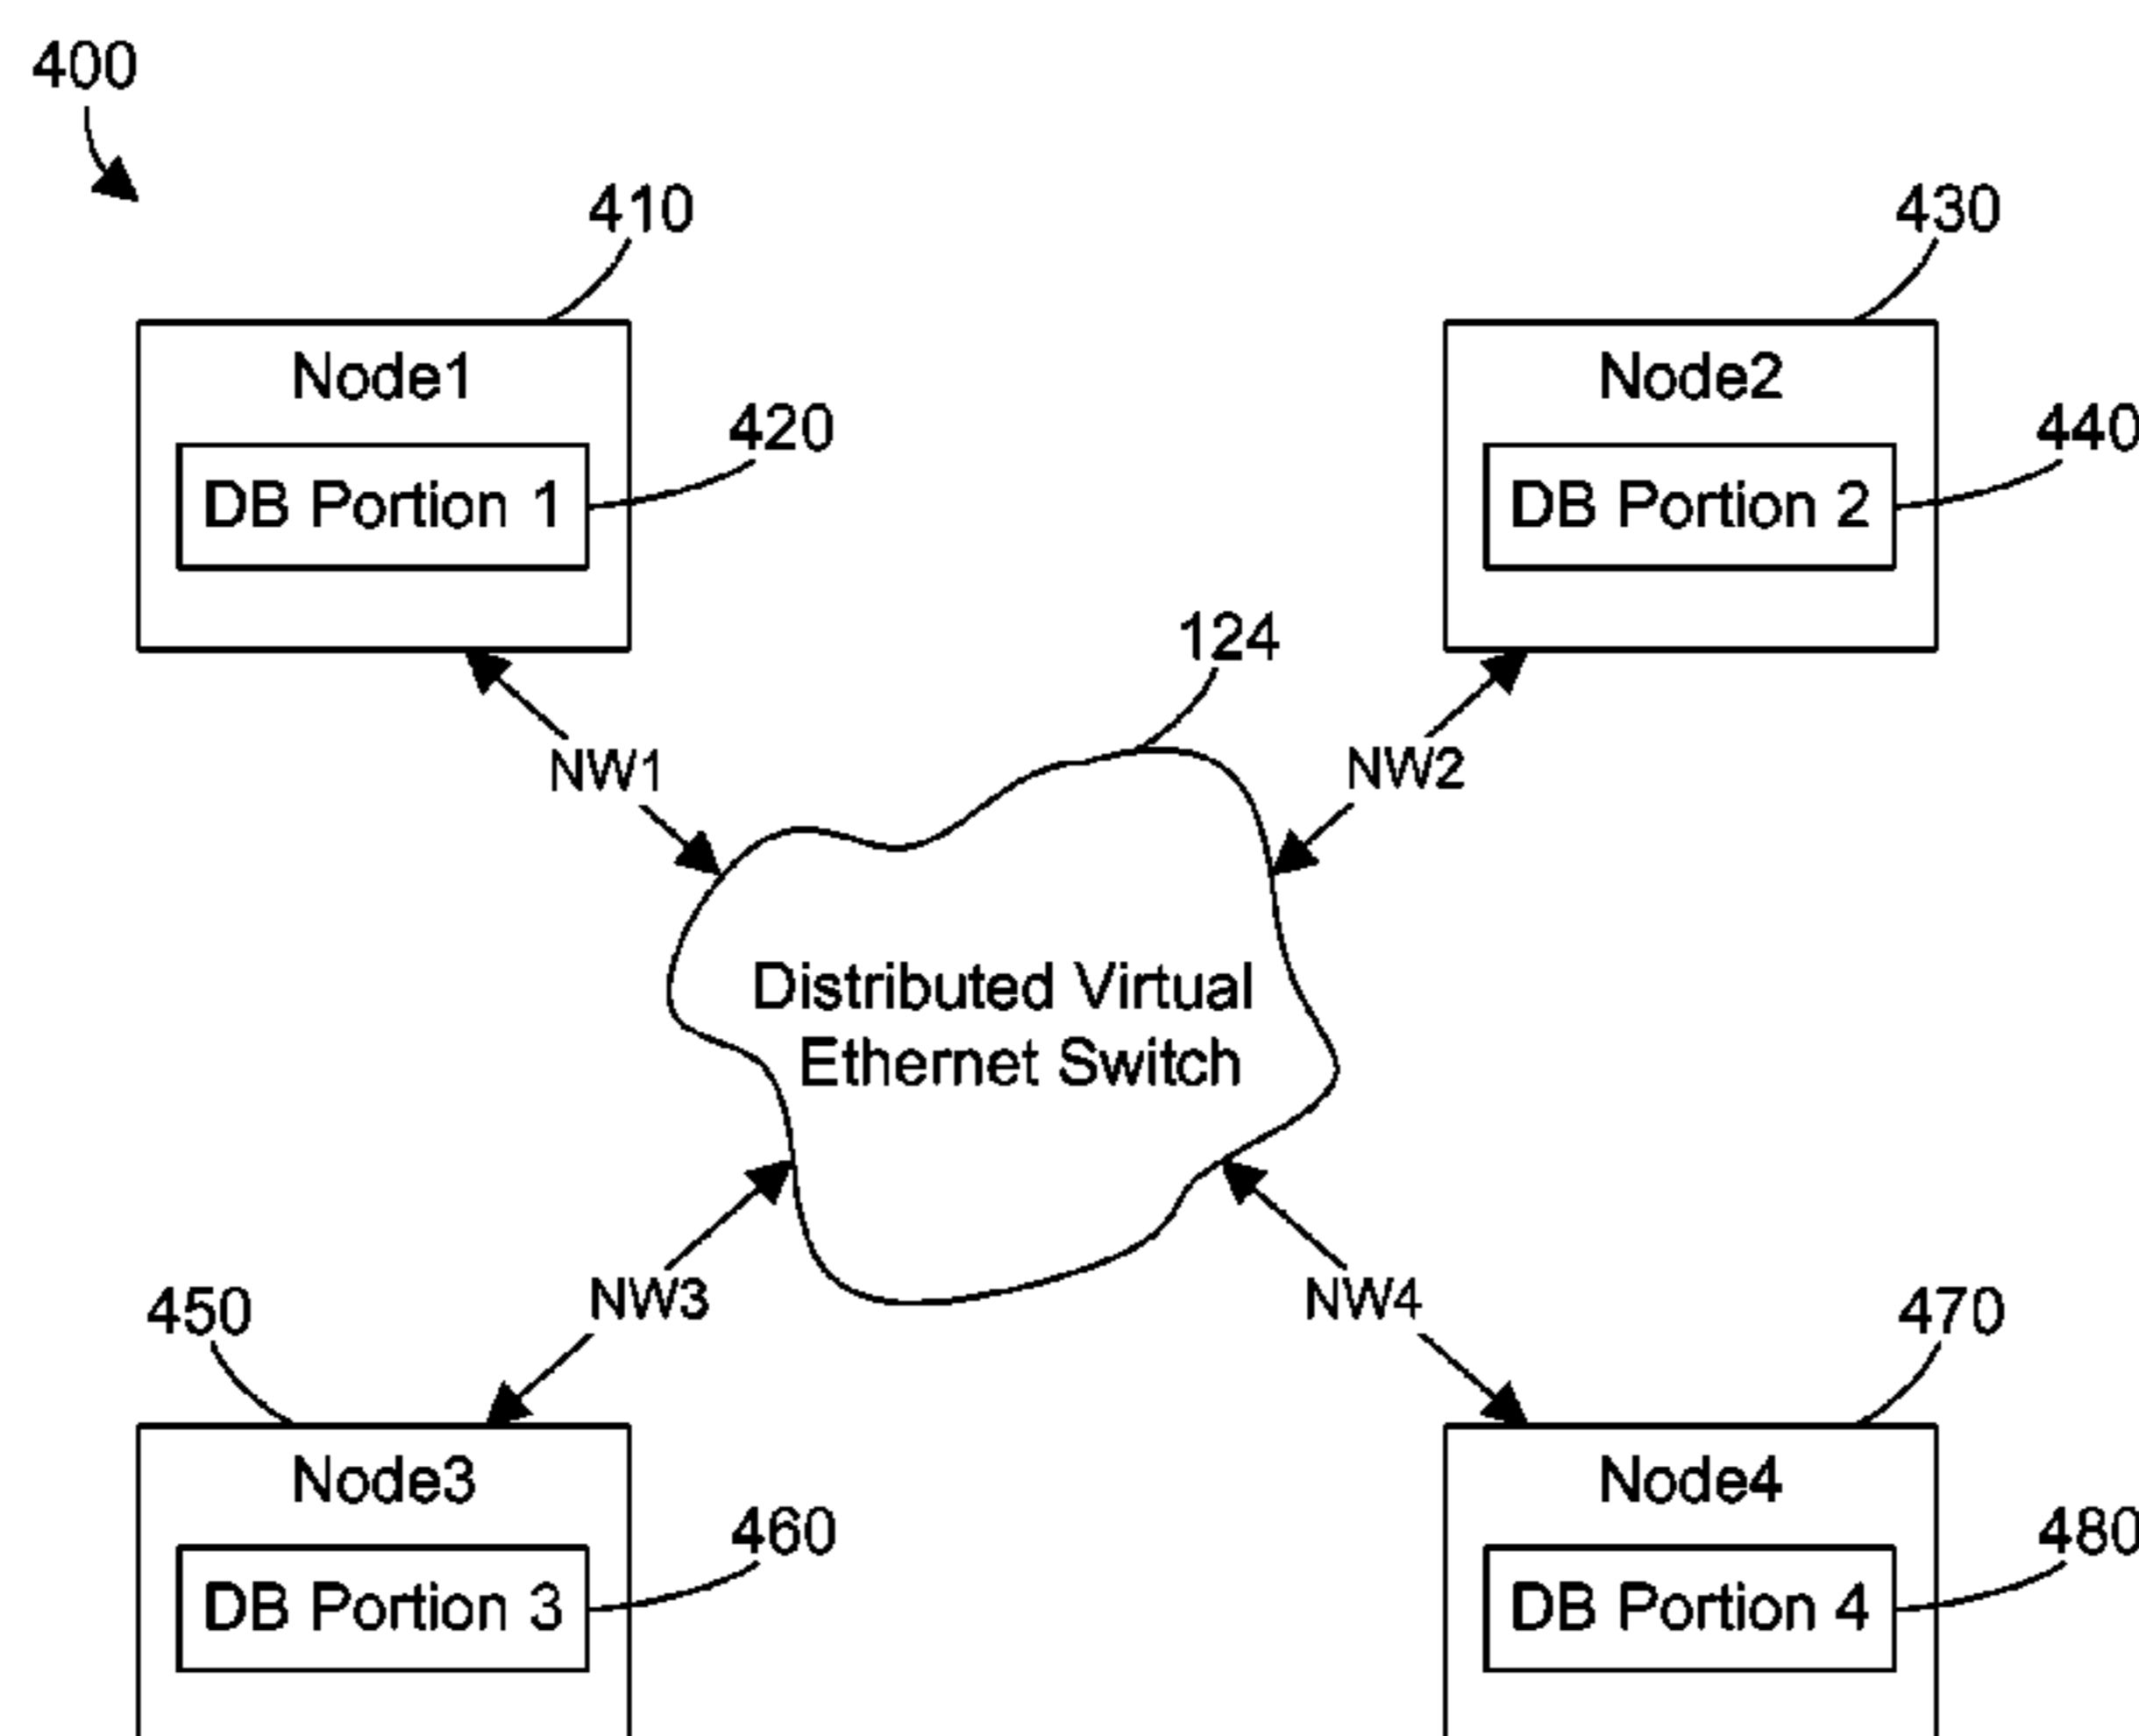 400
410
430
Node1
Node2
420
440
DB Portion 1
DB Portion 2
124
NW1
NW2
Distributed Virtual
Ethernet Switch
NW3
NW4
450
470
Node3
Node4
460
480
DB Portion 3
DB Portion 4